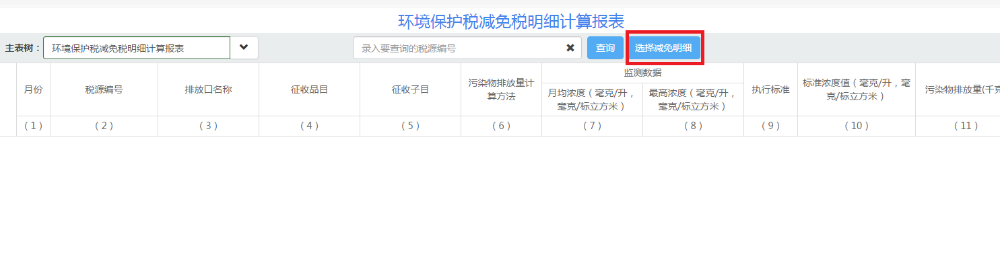 环境保护税减免税明细计算报表
主表树： 环境保护税减免税明细计算报表 录入要查询的税源编号 查询 选择减免明细
月份
税源编号
排放口名称
征收品目
征收子目
污染物排放量计
算方法
监测数据
月均浓度（毫克/升，
毫克/标立方米）
最高浓度（毫克/升，
毫克/标立方米）
执行标准
标准浓度值（毫克/升，毫
克/标立方米）
污染物排放量(千克
（1） （2） （3） （4） （5） （6） （7） （8） （9） （10） （11）